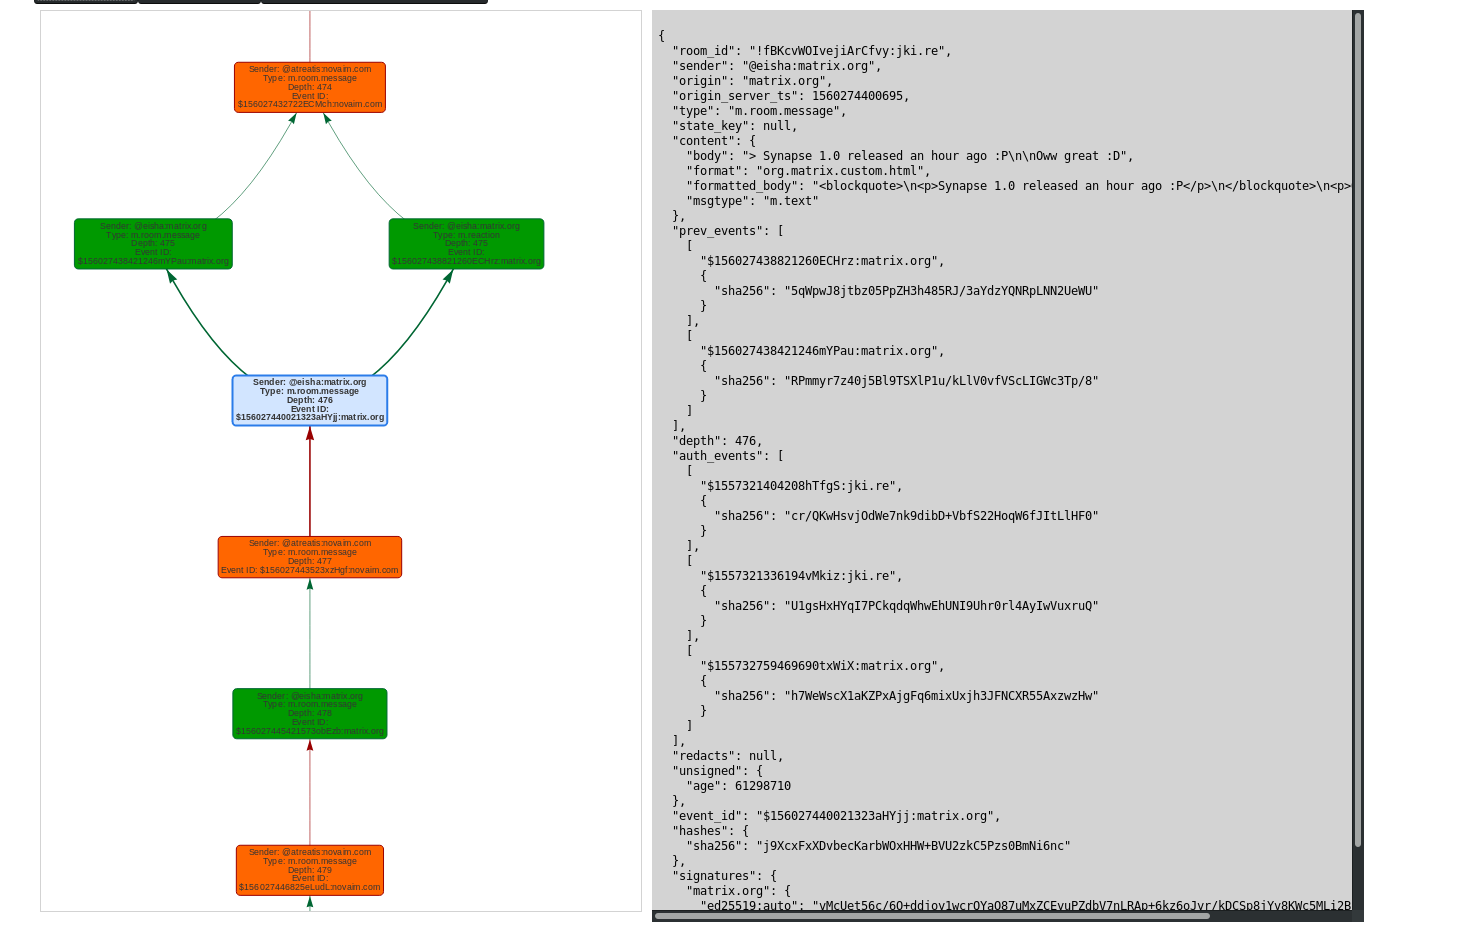 Sender: @atreatis:novaim.com
Type: m.room.message
Depth: 474
Event ID:
$156027432722ECMch:novaim.com
Sender: @eisha:matrix.org
Type: m.room.message
Depth: 475
Event ID:
$156027438421246mYPau:matrix.org
Sender: @eisha:matrix.org
Type: m.reaction
Depth: 475
Event ID:
$156027438821260ECHrz:matrix.org
Sender: @eisha:matrix.org
Type: m.room.message
Depth: 476
Event ID:
$156027440021323aHYjj:matrix.org
Sender: @atreatis:novaim.com
Type: m.room.message
Depth: 477
Event ID: $156027443523xzHgf:novaim.com
Sender: @eisha:matrix.org
Type: m.room.message
Depth: 478
Event ID:
Sender: @atreatis:novaim.com
Type: m.room.message
Depth: 479
Event ID:
$156027446825eLudL:novaim.com
{
"room_id": "!fBKcvWOIvejiArCfvy:jki.re",
"sender": "@eisha:matrix.org",
"origin": "matrix.org",
"origin_server_ts": 1560274400695,
"type": "m.room.message",
"state_key": null,
"content": {
"body": "> Synapse 1.0 released an hour ago :P\n\nOww great :D",
"format": "org.matrix.custom.html",
"formatted_body": "<blockquote>\n<p>Synapse 1.0 released an hour ago :P</p>\n</blockquote>\n<p>
"msgtype": "m.text"
},
"prev_events": [
[
"$156027438821260ECHrz:matrix.org",
{
"sha256": "5qWpwJ8jtbz05PpZH3h485RJ/3aYdzYQNRpLNN2UeWU"
}
],
[
"$156027438421246mYPau:matrix.org",
{
"sha256": "RPmmyr7z40j5Bl9TSXlP1u/kLlV0vfVScLIGWc3Tp/8"
}
]
],
"depth": 476,
"auth_events": [
[
"$1557321404208hTfgS:jki.re",
{
"sha256": "cr/QKwHsvjOdWe7nk9dibD+VbfS22HoqW6fJItLlHF0"
}
],
[
"$1557321336194vMkiz:jki.re",
{
"sha256": "U1gsHxHYqI7PCkqdqWhwEhUNI9Uhr0rl4AyIwVuxruQ"
}
],
[
"$155732759469690txWiX:matrix.org",
{
"sha256": "h7WeWscX1aKZPxAjgFq6mixUxjh3JFNCXR55AxzwzHw"
}
]
],
"redacts": null,
"unsigned": {
"age": 61298710
},
"event_id": "$156027440021323aHYjj:matrix.org",
"hashes": {
"sha256": "j9XcxFxXDvbecKarbWOxHHW+BVU2zkC5Pzs0BmNi6nc"
},
"signatures": {
"matrix.org": {
"ed25519:auto": "vMcUet56c/6O+ddiov1wcrOYaO87uMxZCEvuPZdbV7nLRAp+6kz6oJvr/kDCSp8jYv8KWc5MLi2B